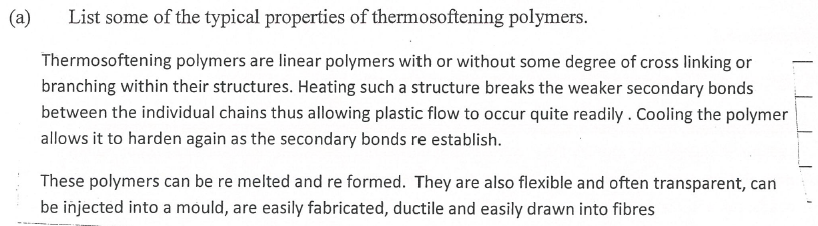 (a) List some of the typical properties of thermosoftening polymers.
Thermosoftening polymers are linear polymers with or without some degree of cross linking or
branching within their structures. Heating such a structure breaks the weaker secondary bonds
between the individual chains thus allowing plastic flow to occur quite readily . Cooling the polymer
allows it to harden again as the secondary bonds re establish.
These polymers can be re melted and re formed. They are also flexible and often transparent, can
be injected into a mould, are easily fabricated, ductile and easily drawn into fibres